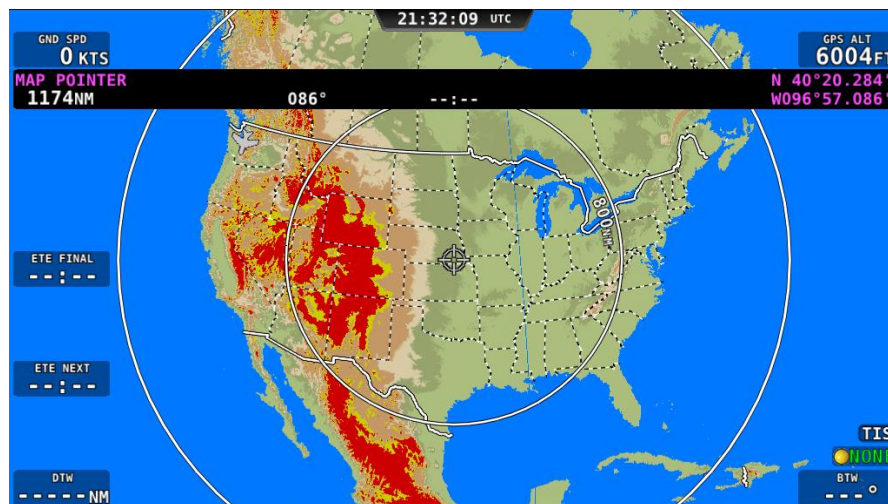 21:32:09 UTC
GND SPD
0 KTS
GPS ALT
6004FT
MAP POINTER
1174NM 086° --:--
N 40°20.284'
W096°57.086'
800NM
ETE FINAL
--:--
ETE NEXT
--:--
TIS
NONE
DTW
-----NM
BTW
---°